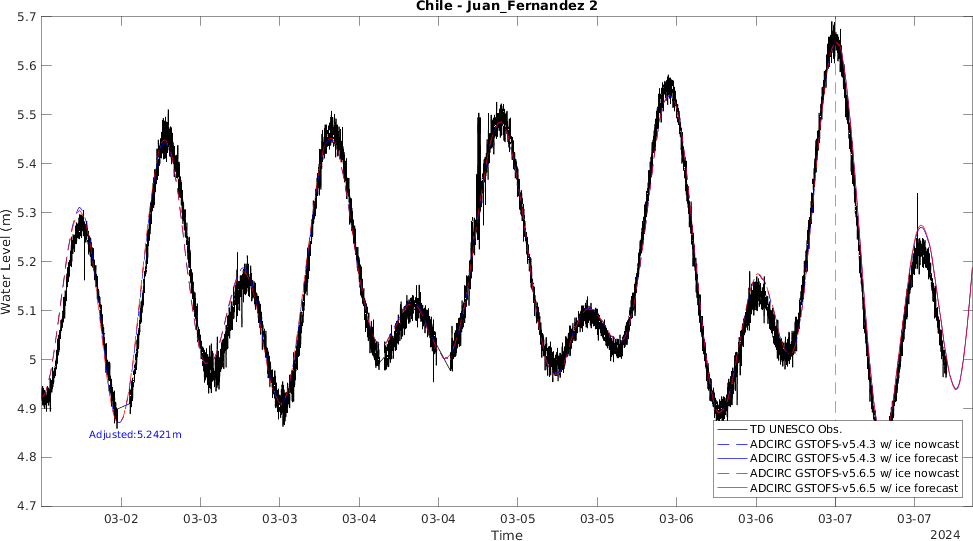 Chile - Juan_Fernandez 2
5.7
5.6
5.5
5.4
5.3
5.2
5.1
5
4.9
4.8
4.7
Water Level (m)
Adjusted:5.2421m
TD UNESCO Obs.
ADCIRC GSTOFS-v5.4.3 w/ ice nowcast
ADCIRC GSTOFS-v5.4.3 w/ ice forecast
ADCIRC GSTOFS-v5.6.5 w/ ice nowcast
ADCIRC GSTOFS-v5.6.5 w/ ice forecast
03-02 03-03 03-03 03-04 03-04 03-05 03-05 03-06 03-06 03-07 03-07
Time
2024